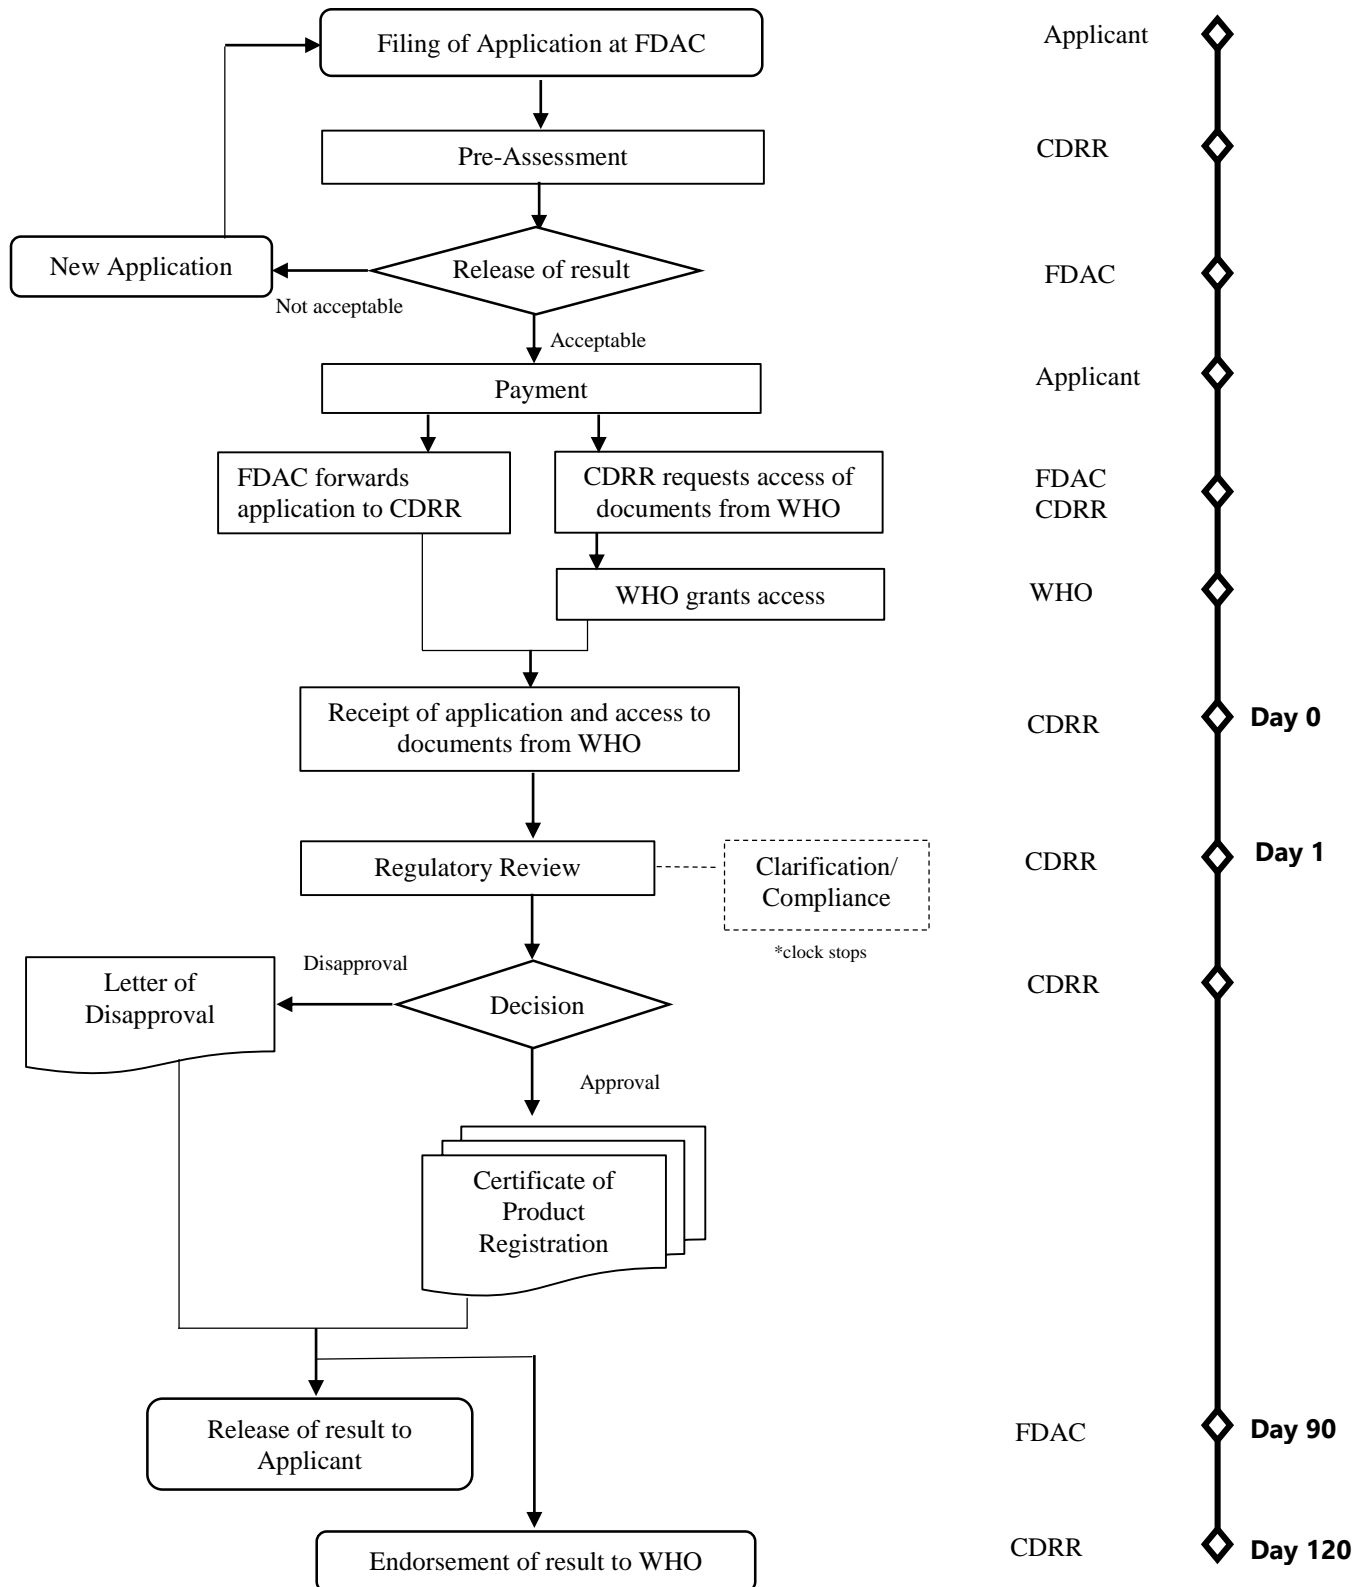 Filing of Application at FDAC
Applicant
Pre-Assessment
CDRR
New Application
Release of result
FDAC
Not acceptable
Acceptable
Payment
Applicant
FDAC forwards
application to CDRR
CDRR requests access of
documents from WHO
FDAC
CDRR
WHO grants access
WHO
Receipt of application and access to
documents from WHO
CDRR
Day 0
Regulatory Review
Clarification/
Compliance
*clock stops
CDRR
Day 1
Disapproval
Letter of
Disapproval
Decision
CDRR
Approval
Certificate of
Product
Registration
Release of result to
Applicant
FDAC
Day 90
Endorsement of result to WHO
CDRR
Day 120